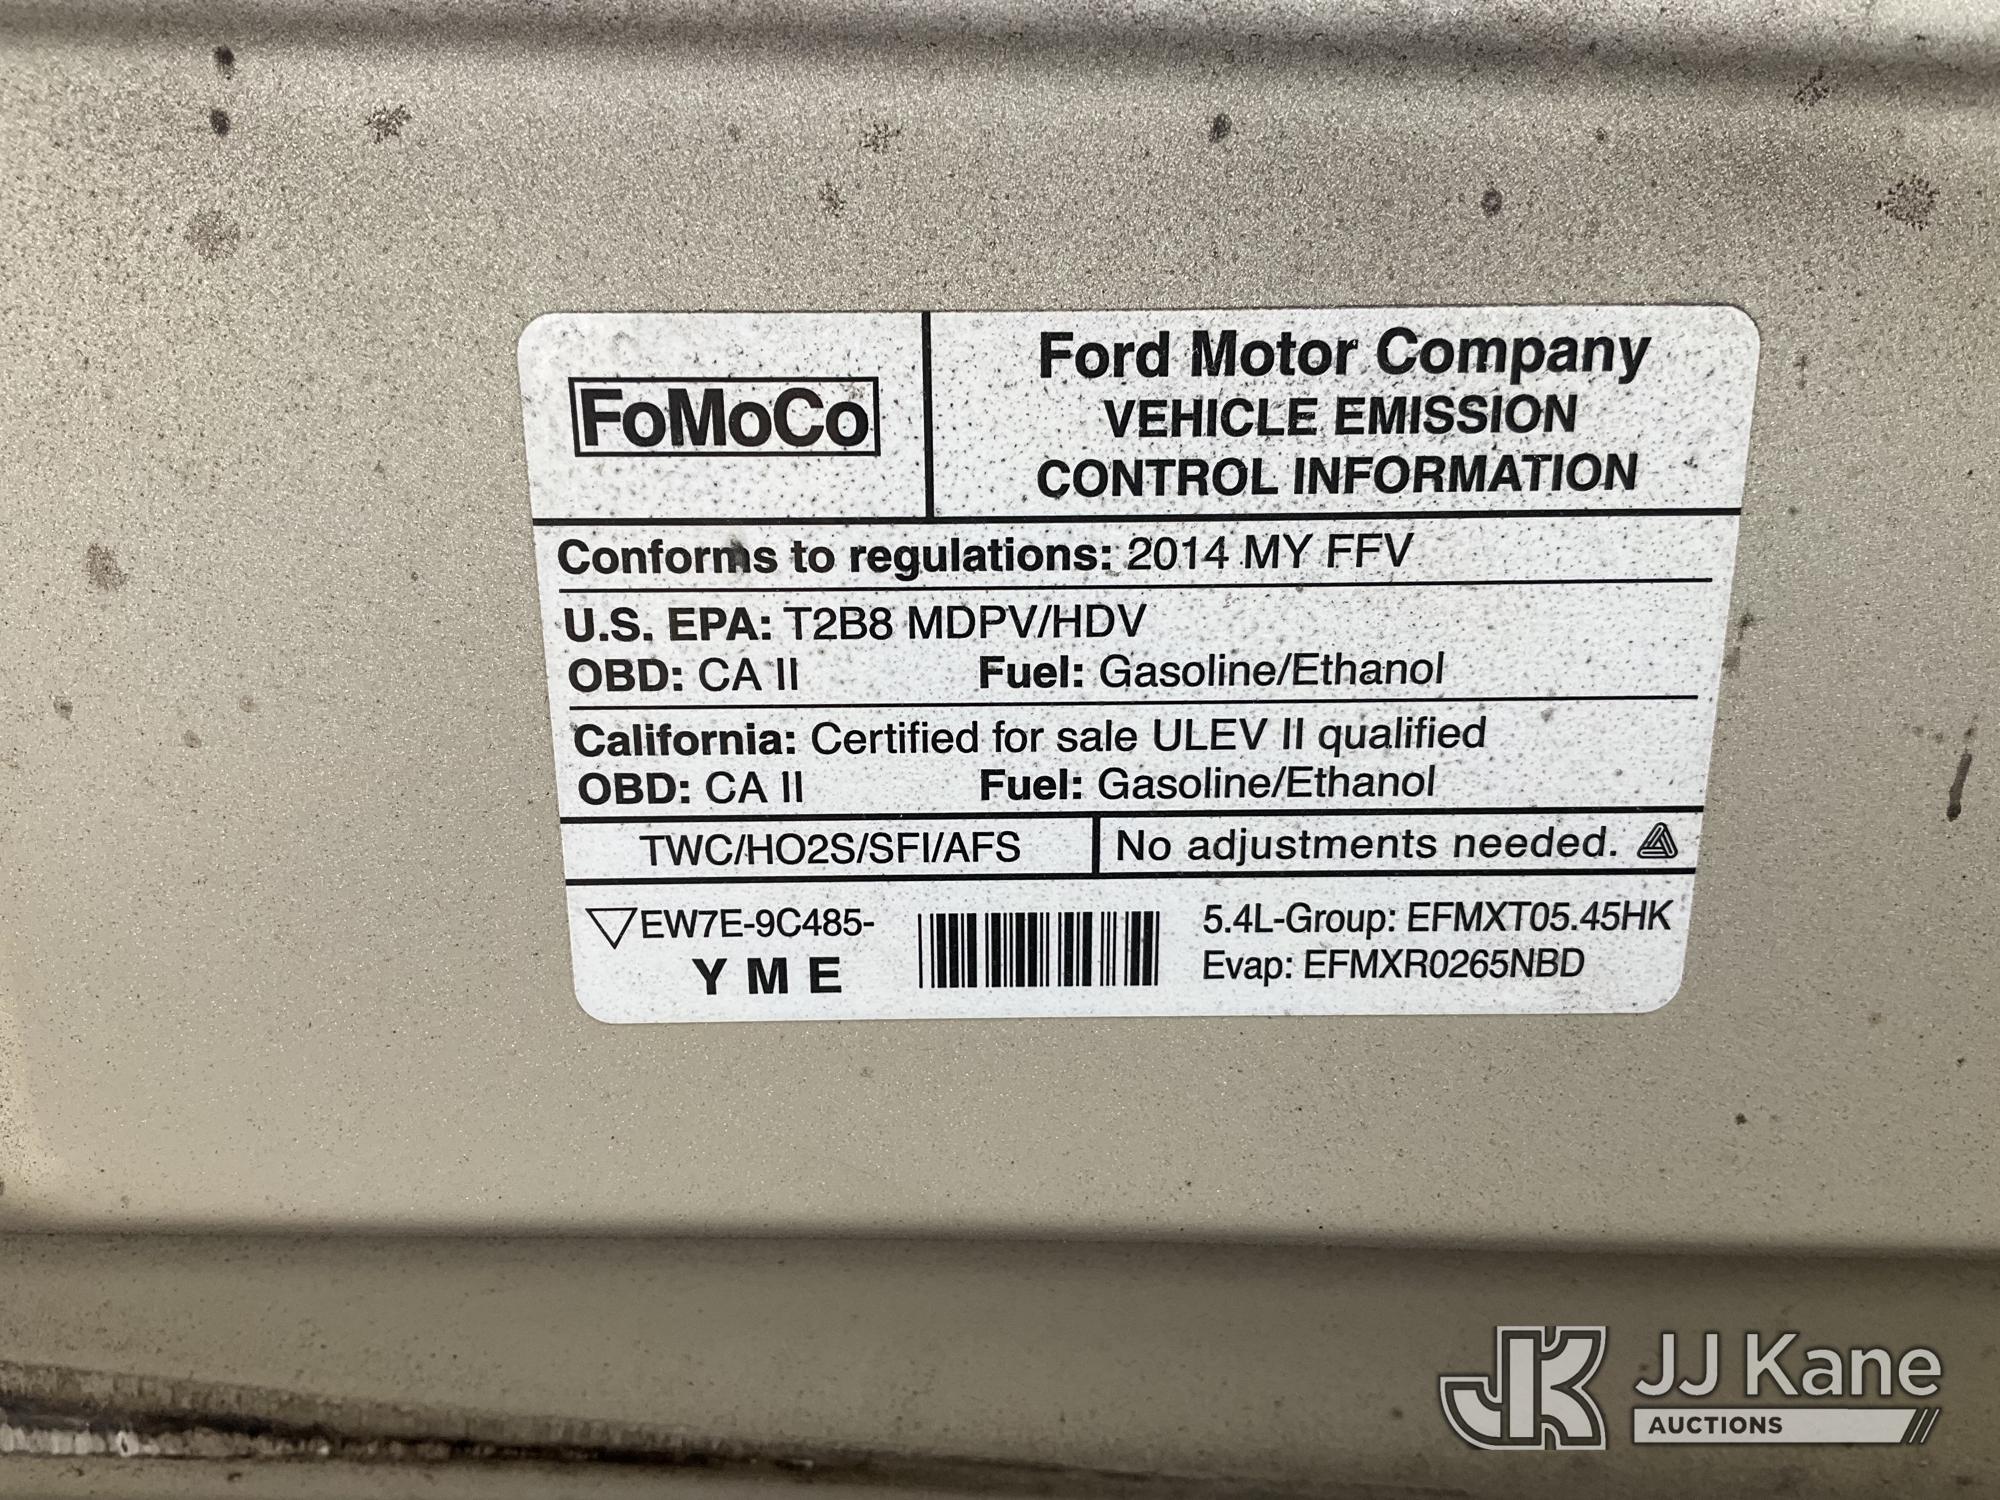 FoMoCo
Ford Motor Company
VEHICLE EMISSION
CONTROL INFORMATION
Conforms to regulations: 2014 MY FFV
U.S. EPA: T2B8 MDPV/HDV
OBD: CA II Fuel: Gasoline/Ethanol
California: Certified for sale ULEV II qualified
OBD: CA II Fuel: Gasoline/Ethanol
TWC/HO2S/SFI/AFS
No adjustments needed.
EW7E-9C485-
Y M E
5.4L-Group: EFMXT05.45HK
Evap: EFMXR0265NBD
JK
JJ Kane
AUCTIONS